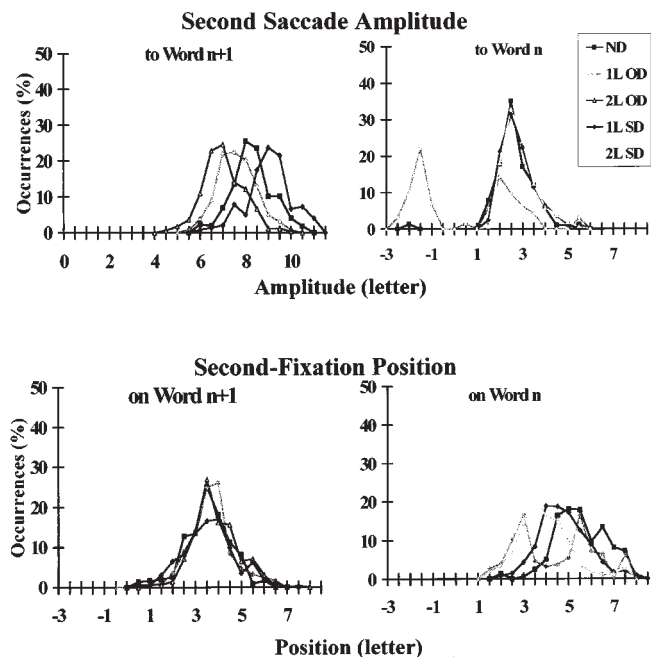 Second Saccade Amplitude
to Word n+1
to Word n
ND
1L OD
2L OD
1L SD
2L SD
Occurrences (%)
50
40
30
20
10
0
50
40
30
20
10
0
0 2 4 6 8 10
-3 -1 1 3 5 7
Amplitude (letter)
Second-Fixation Position
on Word n+1
on Word n
Occurrences (%)
50
40
30
20
10
0
50
40
30
20
10
0
-3 -1 1 3 5 7
-3 -1 1 3 5 7
Position (letter)